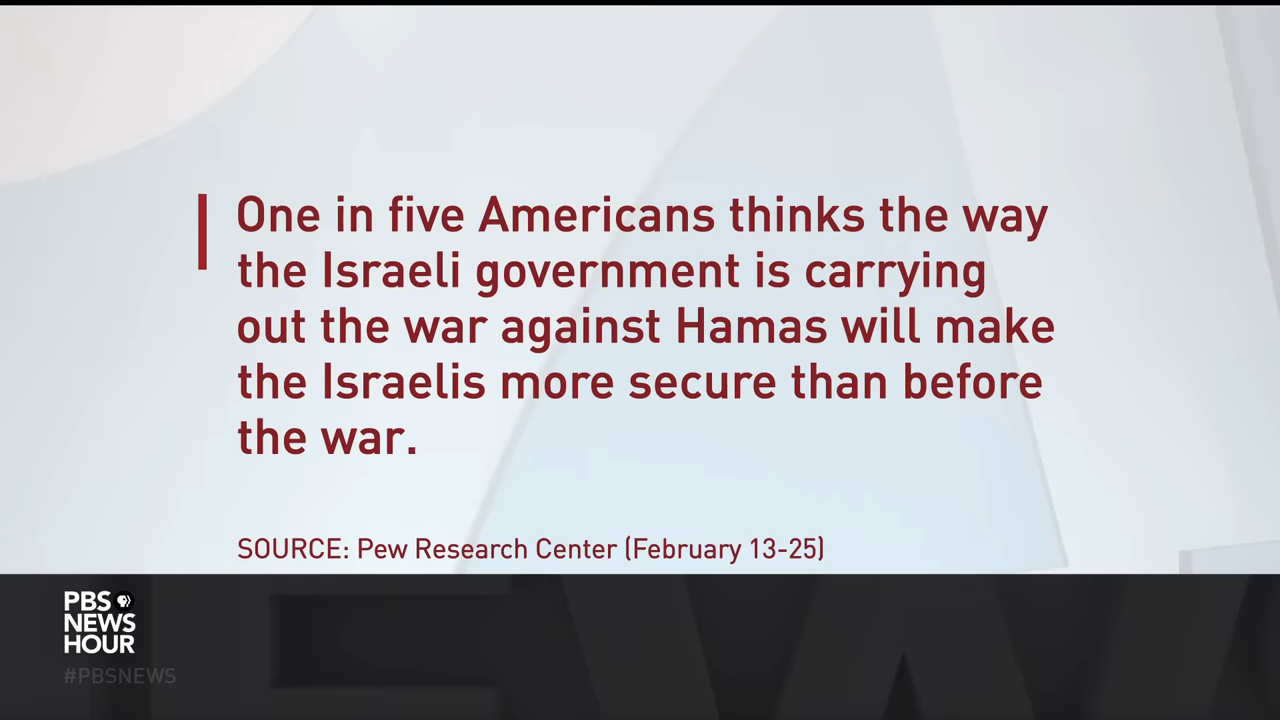 One in five Americans thinks the way
the Israeli government is carrying
out the war against Hamas will make
the Israelis more secure than before
the war.
SOURCE: Pew Research Center (February 13-25)
PBS
NEWS
HOUR
#PBSNEWS